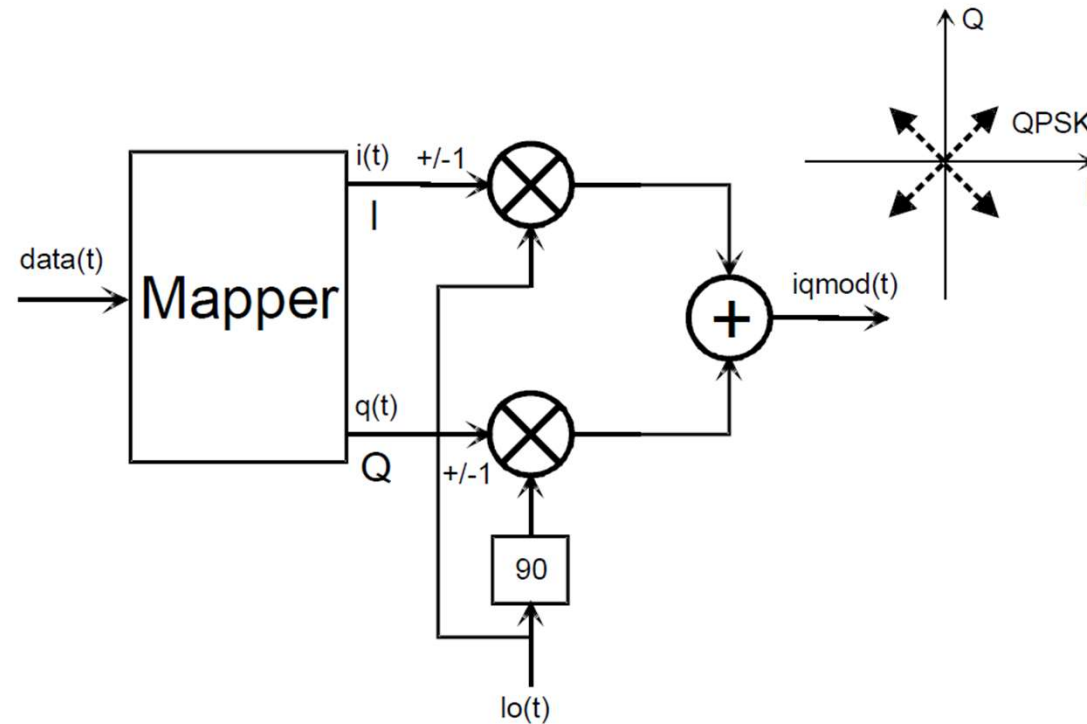 Q
QPSK
i(t)
+/-1
I
data(t)
Mapper
iqmod(t)
+
q(t)
Q
+/-1
90
lo(t)